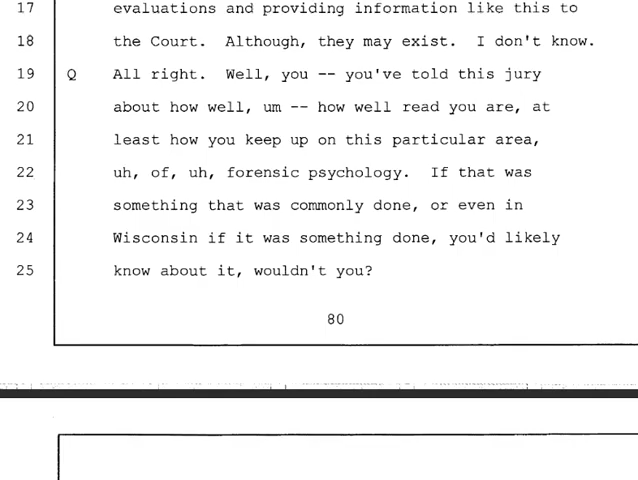 17 evaluations and providing information like this to
18 the Court. Although, they may exist. I don't know.
19 Q All right. Well, you -- you've told this jury
20 about how well, um -- how well read you are, at
21 least how you keep up on this particular area,
22 uh, of, uh, forensic psychology. If that was
23 something that was commonly done, or even in
24 Wisconsin if it was something done, you'd likely
25 know about it, wouldn't you?
80